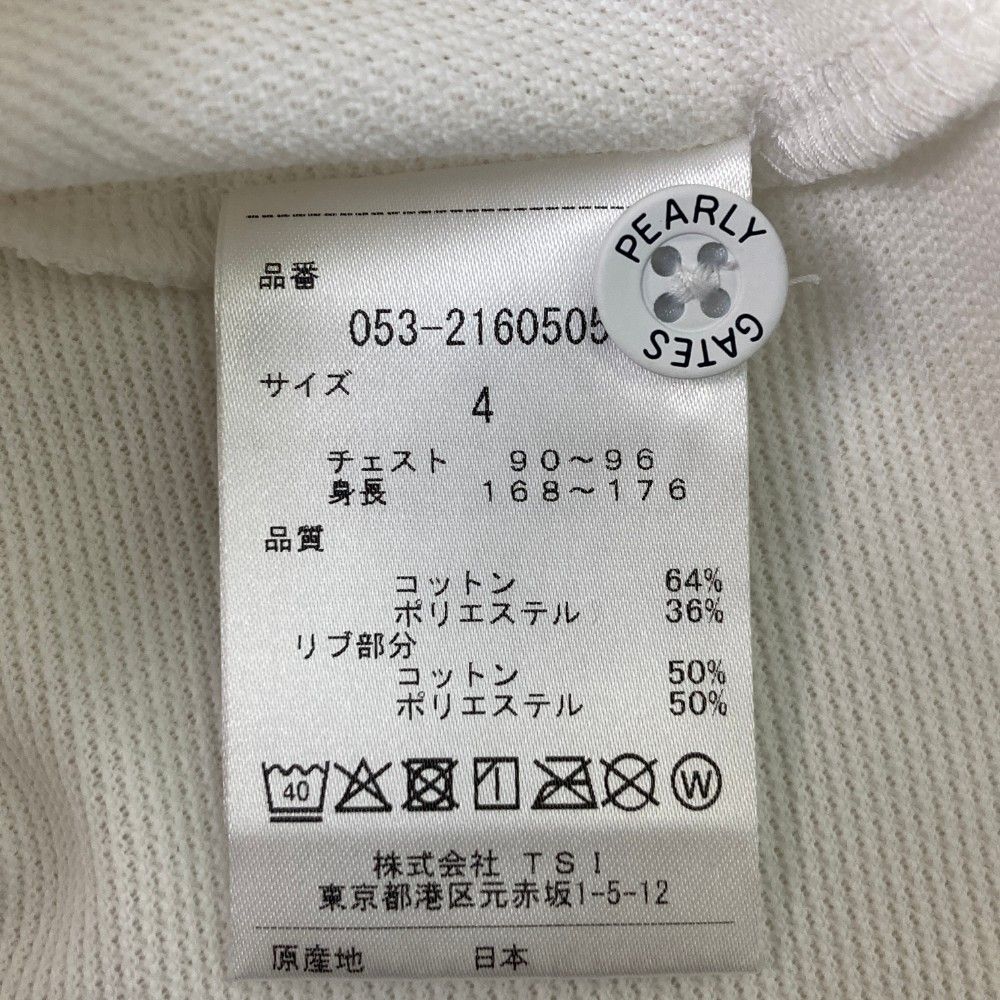 PEARLY
GATES
品番
053-2160505
サイズ
4
チェスト 90～96
身長 168～176
品質
コットン 64%
ポリエステル 36%
リブ部分
コットン 50%
ポリエステル 50%
40
W
株式会社 TSI
東京都港区元赤坂1-5-12
原産地 日本